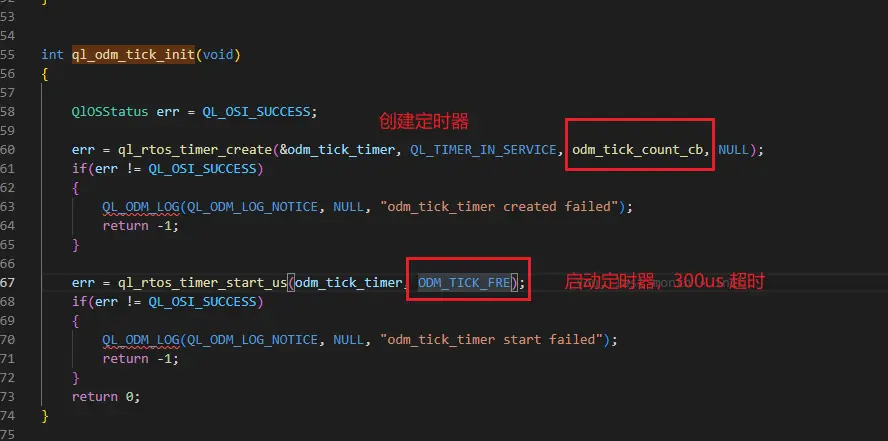 53
54
55 int ql_odm_tick_init(void)
56 {
57
58 QlOSStatus err = QL_OSI_SUCCESS;
创建定时器
59
60 err = ql_rtos_timer_create(&odm_tick_timer, QL_TIMER_IN_SERVICE, odm_tick_count_cb, NULL);
61 if(err != QL_OSI_SUCCESS)
62 {
63 QL_ODM_LOG(QL_ODM_LOG_NOTICE, NULL, "odm_tick_timer created failed");
64 return -1;
65 }
66
67 err = ql_rtos_timer_start_us(odm_tick_timer, ODM_TICK_FRE); 启动定时器，300us 超时
68 if(err != QL_OSI_SUCCESS)
69 {
70 QL_ODM_LOG(QL_ODM_LOG_NOTICE, NULL, "odm_tick_timer start failed");
71 return -1;
72 }
73 return 0;
74 }
75